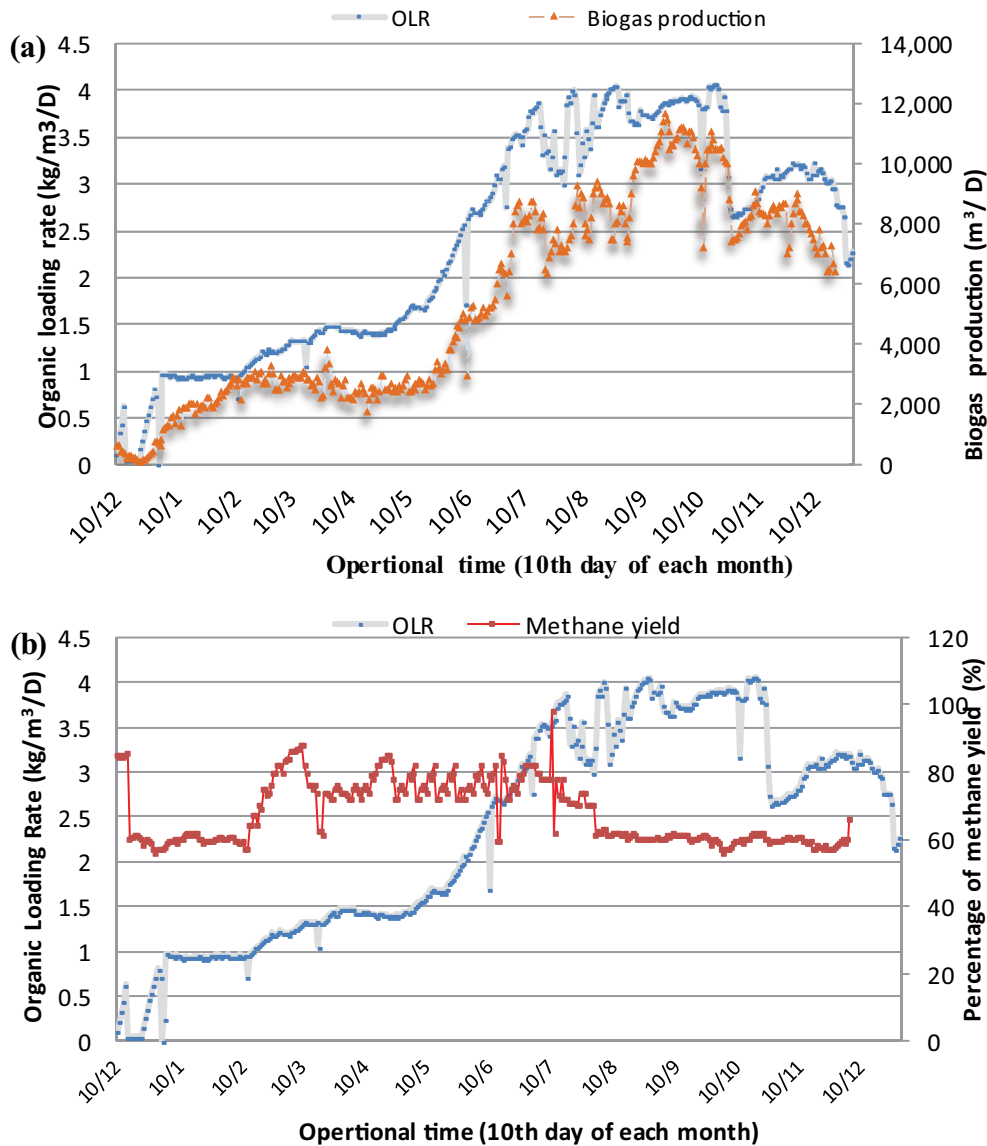 OLR Biogas production
(a)
4.5
4
3.5
3
2.5
2
1.5
1
0.5
0
Organic loading rate (kg/m3/D)
14,000
12,000
10,000
8,000
6,000
4,000
2,000
0
Biogas production (m³/ D)
10/12 10/1 10/2 10/3 10/4 10/5 10/6 10/7 10/8 10/9 10/10 10/11 10/12
Opertional time (10th day of each month)
OLR Methane yield
(b)
4.5
4
3.5
3
2.5
2
1.5
1
0.5
0
Organic Loading Rate (kg/m³/D)
120
100
80
60
40
20
0
Percentage of methane yield (%)
10/12 10/1 10/2 10/3 10/4 10/5 10/6 10/7 10/8 10/9 10/10 10/11 10/12
Opertional time (10th day of each month)